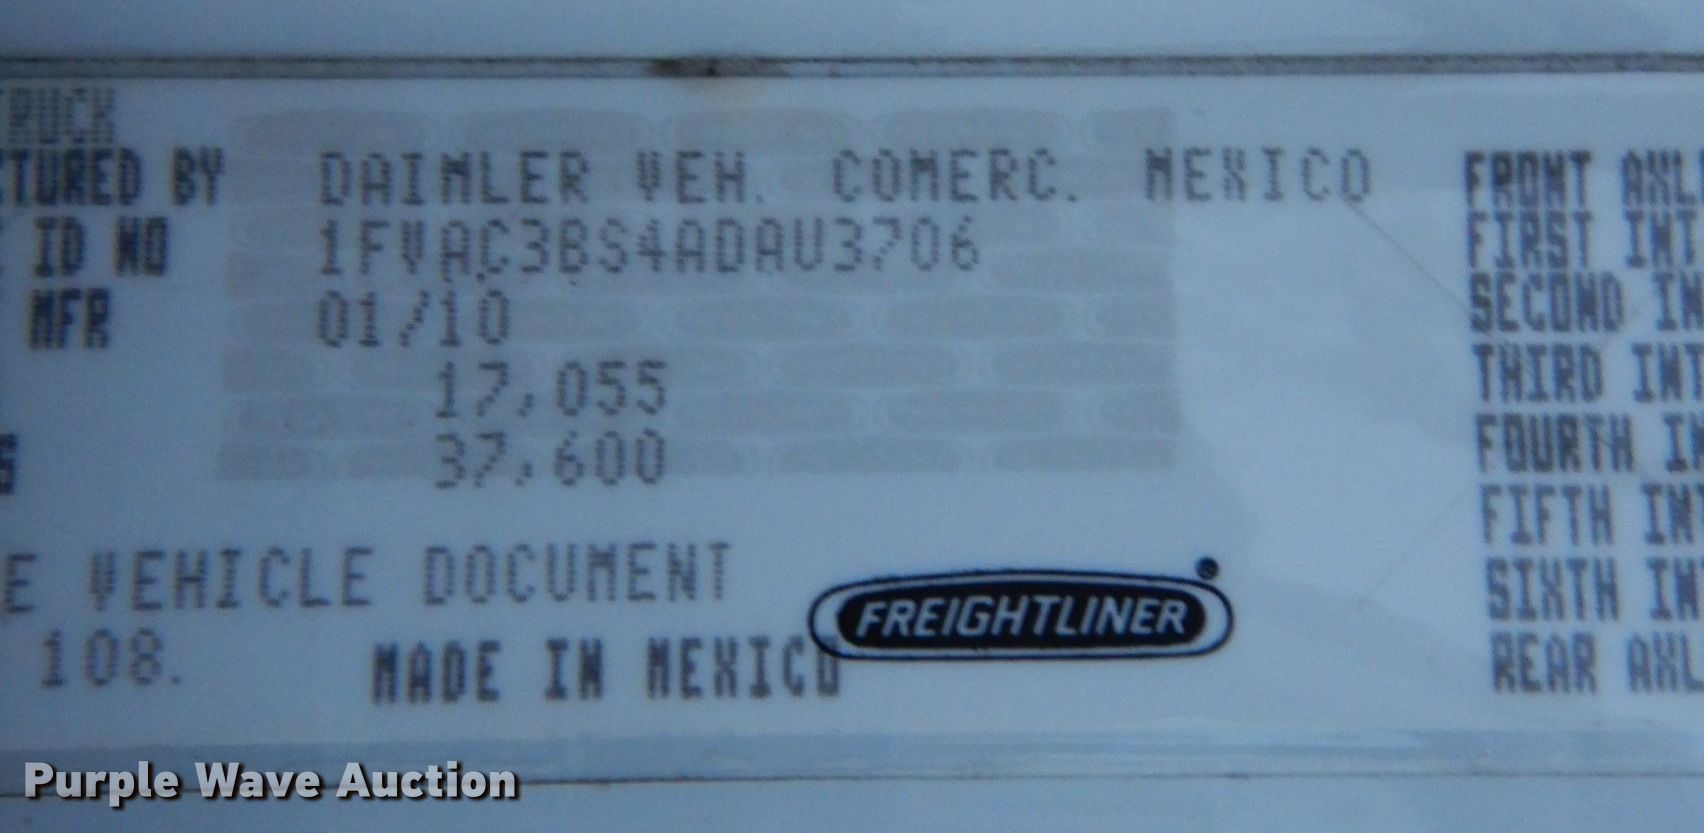 RUCK
CTURED BY DAIMLER VEH. COMERC. MEXICO
ID NO 1FVAC3BS4ADAV3706
MFR 01/10
17,055
S 37,600
E VEHICLE DOCUMENT
108. MADE IN MEXICO
FREIGHTLINER
FRONT AXL
FIRST INT
SECOND IN
THIRD INT
FOURTH IN
FIFTH INT
SIXTH INT
REAR AXL
Purple Wave Auction